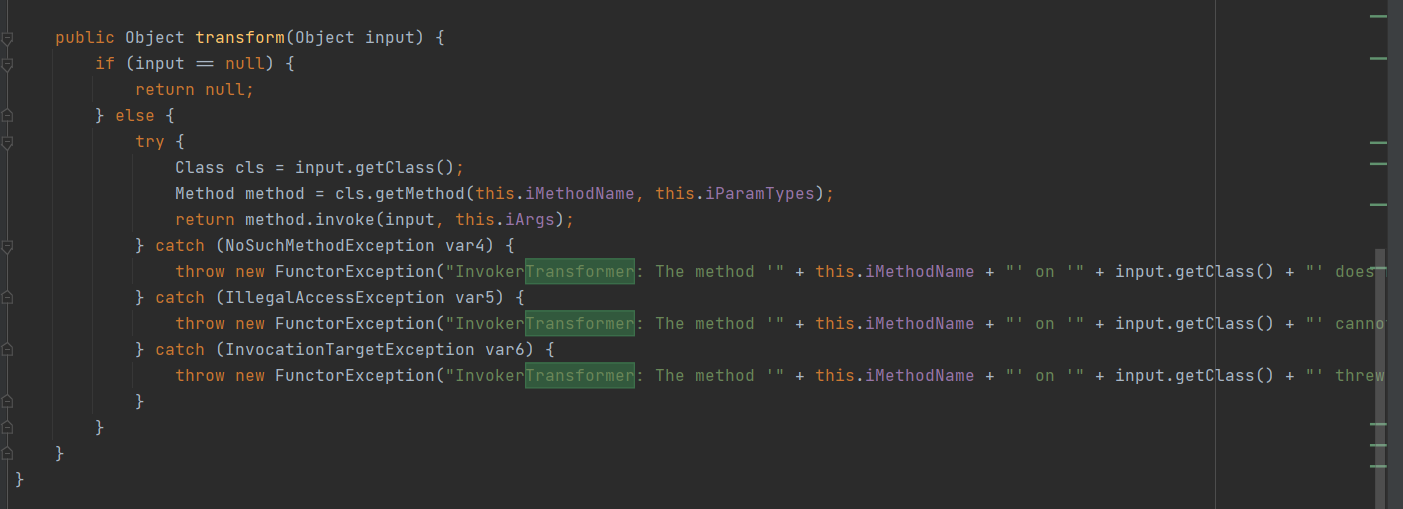 public Object transform(Object input) {
if (input == null) {
return null;
} else {
try {
Class cls = input.getClass();
Method method = cls.getMethod(this.iMethodName, this.iParamTypes);
return method.invoke(input, this.iArgs);
} catch (NoSuchMethodException var4) {
throw new FunctorException("InvokerTransformer: The method '" + this.iMethodName + "' on '" + input.getClass() + "' does
} catch (IllegalAccessException var5) {
throw new FunctorException("InvokerTransformer: The method '" + this.iMethodName + "' on '" + input.getClass() + "' canno
} catch (InvocationTargetException var6) {
throw new FunctorException("InvokerTransformer: The method '" + this.iMethodName + "' on '" + input.getClass() + "' threw
}
}
}
}